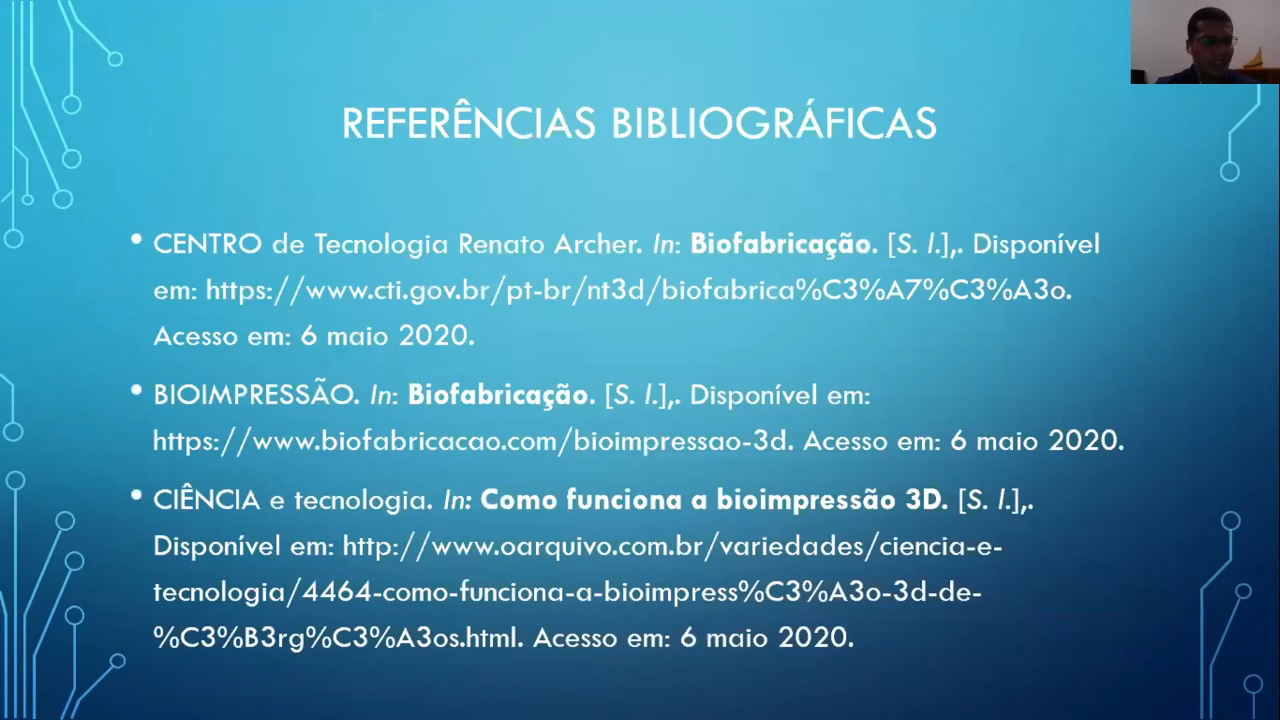 REFERÊNCIAS BIBLIOGRÁFICAS
• CENTRO de Tecnologia Renato Archer. In: Biofabricação. [S. l.],. Disponível
em: https://www.cti.gov.br/pt-br/nt3d/biofabrica%C3%A7%C3%A3o.
Acesso em: 6 maio 2020.
• BIOIMPRESSÃO. In: Biofabricação. [S. l.],. Disponível em:
https://www.biofabricacao.com/bioimpressao-3d. Acesso em: 6 maio 2020.
• CIÊNCIA e tecnologia. In: Como funciona a bioimpressão 3D. [S. l.],.
Disponível em: http://www.oarquivo.com.br/variedades/ciencia-e-
tecnologia/4464-como-funciona-a-bioimpress%C3%A3o-3d-de-
%C3%B3rg%C3%A3os.html. Acesso em: 6 maio 2020.